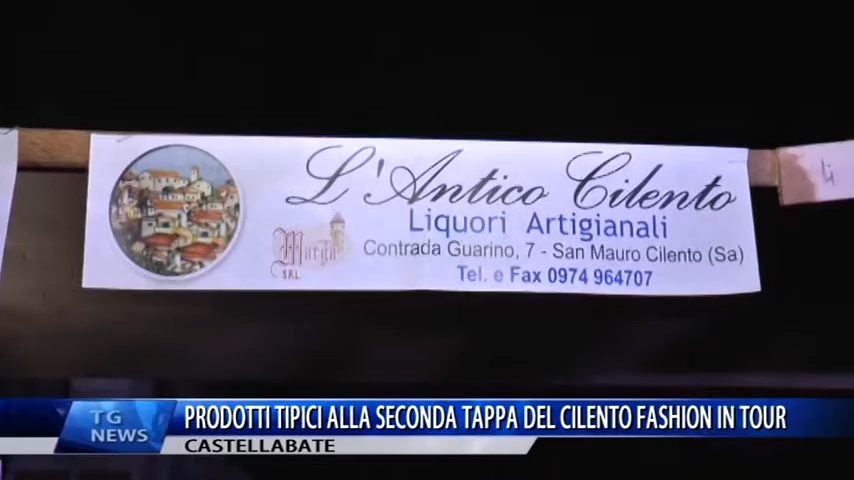 L'Antico Cilento
Liquori Artigianali
S.R.L.
Contrada Guarino, 7 - San Mauro Cilento (Sa)
Tel. e Fax 0974 964707
TG NEWS
PRODOTTI TIPICI ALLA SECONDA TAPPA DEL CILENTO FASHION IN TOUR
CASTELLABATE